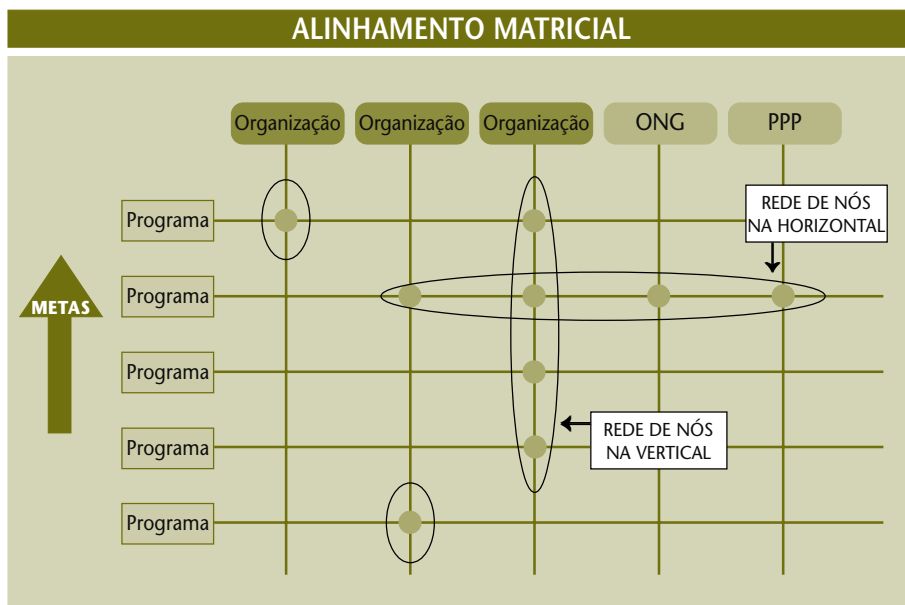 ALINHAMENTO MATRICIAL
Organização
Organização
Organização
ONG
PPP
Programa
REDE DE NÓS
NA HORIZONTAL
METAS
Programa
Programa
Programa
REDE DE NÓS
NA VERTICAL
Programa